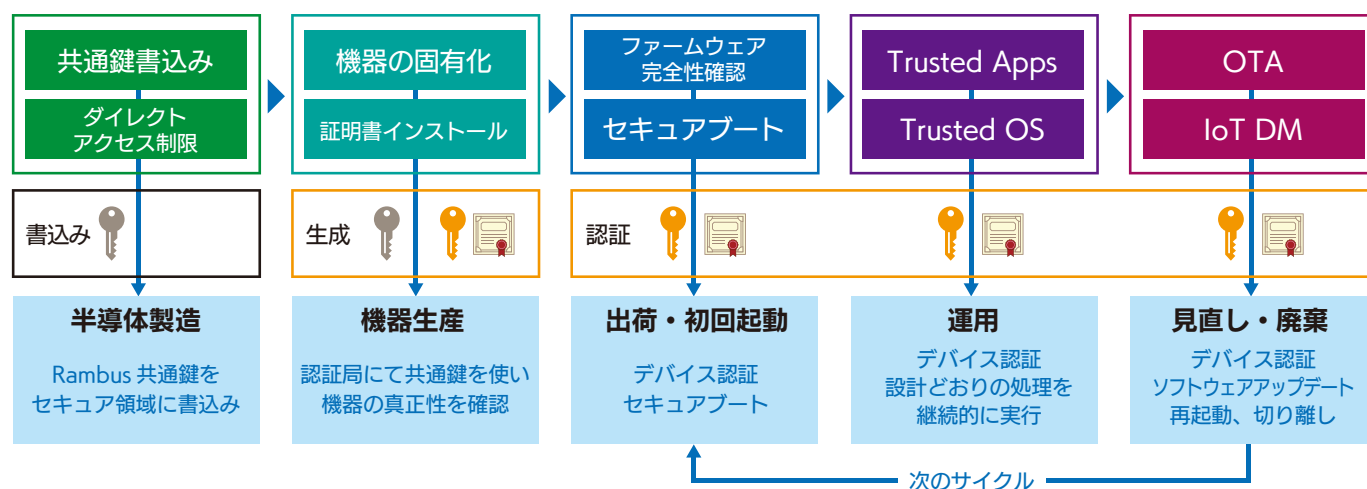 共通鍵書込み
ダイレクト
アクセス制限
機器の固有化
証明書インストール
ファームウェア
完全性確認
セキュアブート
Trusted Apps
Trusted OS
OTA
IoT DM
書込み
生成
認証
半導体製造
Rambus 共通鍵を
セキュア領域に書込み
機器生産
認証局にて共通鍵を使い
機器の真正性を確認
出荷・初回起動
デバイス認証
セキュアブート
運用
デバイス認証
設計どおりの処理を
継続的に実行
見直し・廃棄
デバイス認証
ソフトウェアアップデート
再起動、切り離し
次のサイクル